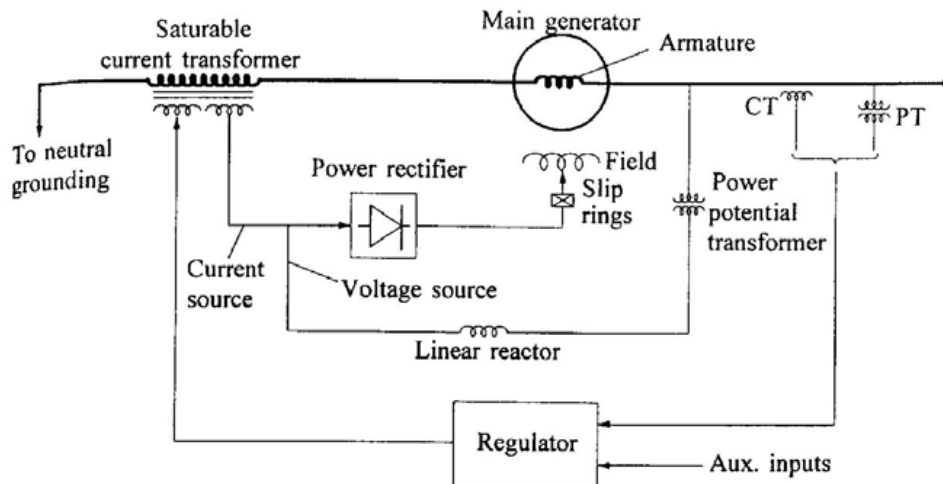 Saturable
current transformer
Main generator
Armature
CT
PT
To neutral
grounding
Power rectifier
Field
Slip
rings
Power
potential
transformer
Current
source
Voltage source
Linear reactor
Regulator
Aux. inputs